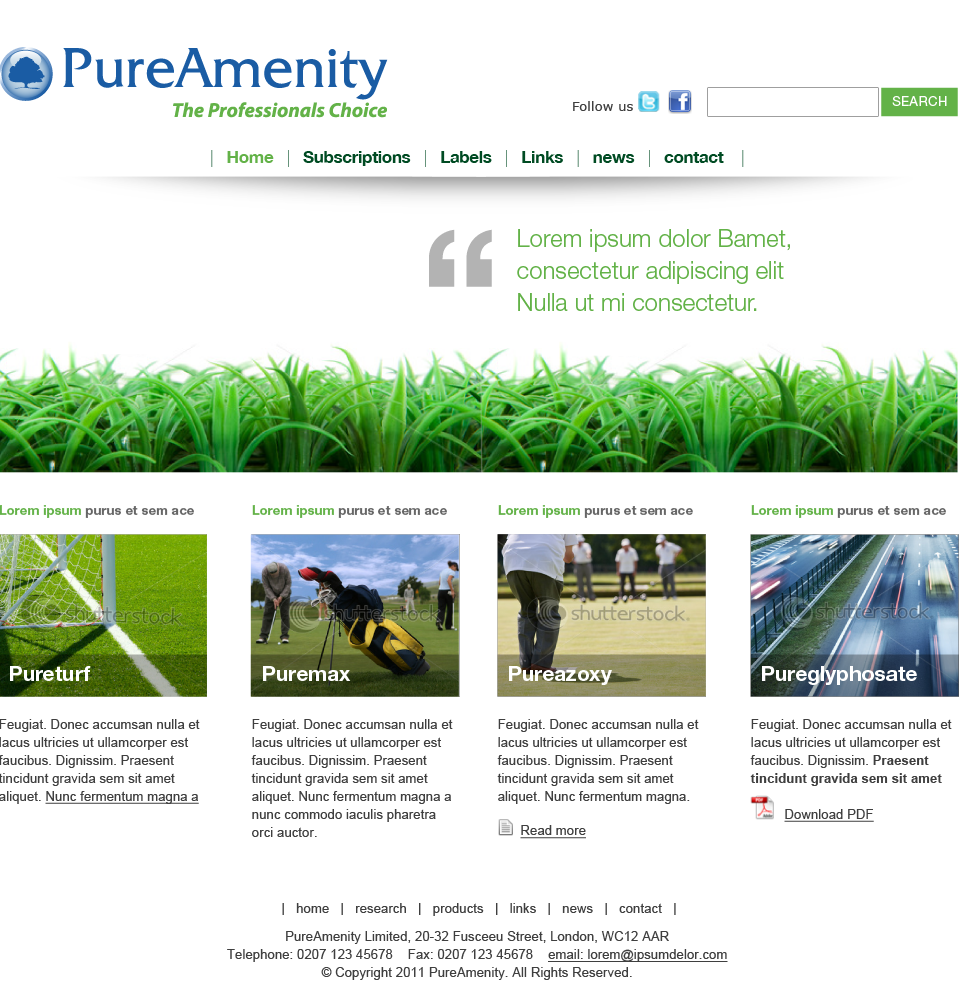 PureAmenity
The Professionals Choice
Follow us
SEARCH
| Home | Subscriptions | Labels | Links | news | contact |
Lorem ipsum dolor Bamet,
consectetur adipiscing elit
Nulla ut mi consectetur.
Lorem ipsum purus et sem ace
shutterstock
Pureturf
Feugiat. Donec accumsan nulla et
lacus ultricies ut ullamcorper est
faucibus. Dignissim. Praesent
tincidunt gravida sem sit amet
aliquet. Nunc fermentum magna a
Lorem ipsum purus et sem ace
shutterstock
Puremax
Feugiat. Donec accumsan nulla et
lacus ultricies ut ullamcorper est
faucibus. Dignissim. Praesent
tincidunt gravida sem sit amet
aliquet. Nunc fermentum magna a
nunc commodo iaculis pharetra
orci auctor.
Lorem ipsum purus et sem ace
shutterstock
Pureazoxy
Feugiat. Donec accumsan nulla et
lacus ultricies ut ullamcorper est
faucibus. Dignissim. Praesent
tincidunt gravida sem sit amet
aliquet. Nunc fermentum magna.
Read more
Lorem ipsum purus et sem ace
shutterstock
Pureglyphosate
Feugiat. Donec accumsan nulla et
lacus ultricies ut ullamcorper est
faucibus. Dignissim. Praesent
tincidunt gravida sem sit amet
Download PDF
| home | research | products | links | news | contact |
PureAmenity Limited, 20-32 Fusceeu Street, London, WC12 AAR
Telephone: 0207 123 45678 Fax: 0207 123 45678 email: lorem@ipsumdelor.com
© Copyright 2011 PureAmenity. All Rights Reserved.